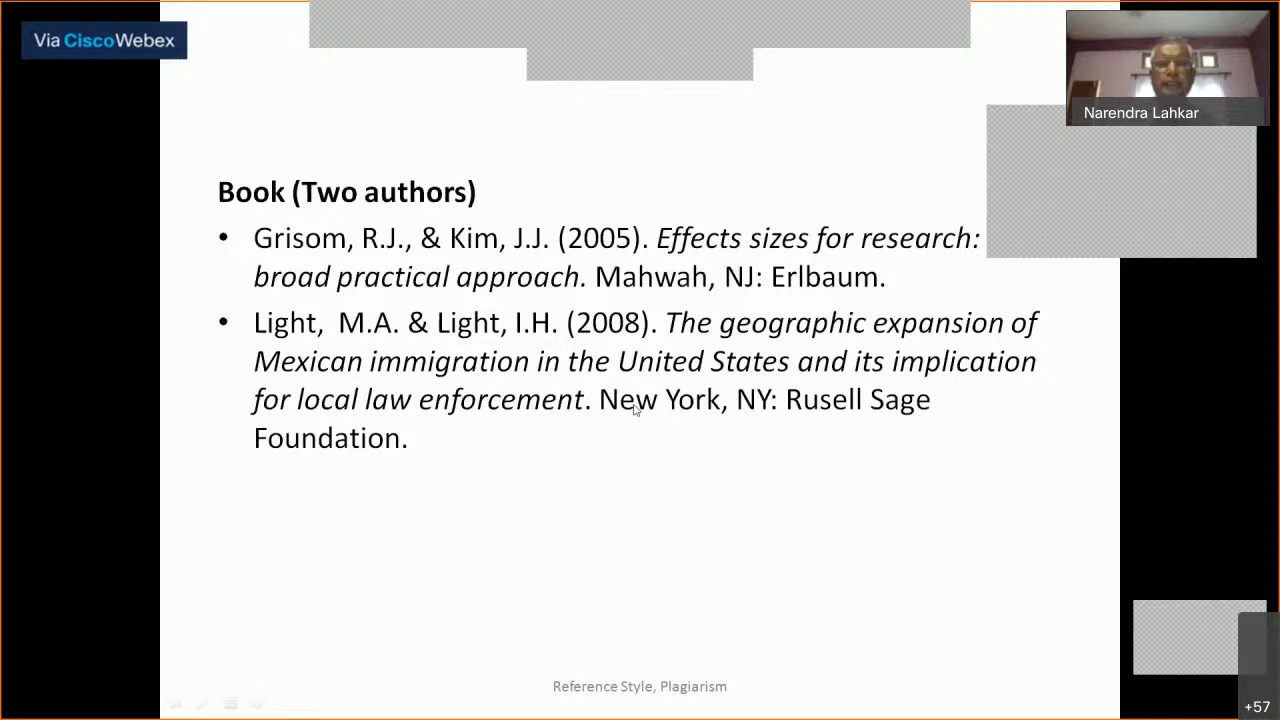 Via CiscoWebex
Narendra Lahkar
Book (Two authors)
• Grisom, R.J., & Kim, J.J. (2005). Effects sizes for research:
broad practical approach. Mahwah, NJ: Erlbaum.
• Light,  M.A. & Light, I.H. (2008). The geographic expansion of
Mexican immigration in the United States and its implication
for local law enforcement. New York, NY: Rusell Sage
Foundation.
Reference Style, Plagiarism
+57